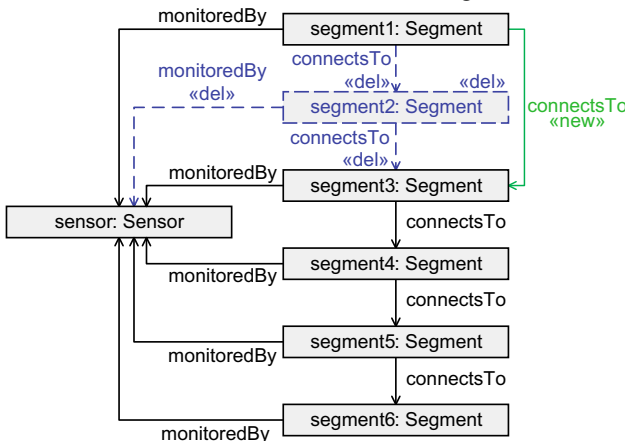 monitoredBy
segment1: Segment
connectsTo
«del»
«del»
monitoredBy
«del»
segment2: Segment
connectsTo
«new»
connectsTo
«del»
monitoredBy
segment3: Segment
sensor: Sensor
connectsTo
segment4: Segment
monitoredBy
connectsTo
segment5: Segment
monitoredBy
connectsTo
segment6: Segment
monitoredBy